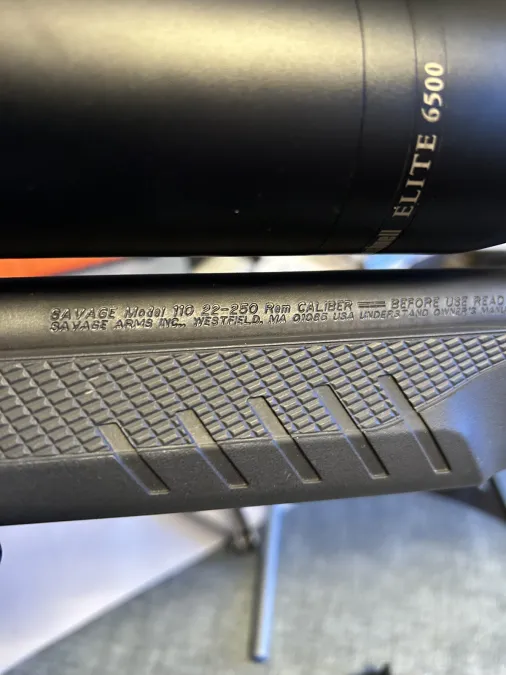 ELITE 6500
SAVAGE Model 110 22-250 Rem CALIBER BEFORE USE READ
SAVAGE ARMS INC., WESTFIELD, MA 01085 USA UNDERSTAND OWNER'S MANU